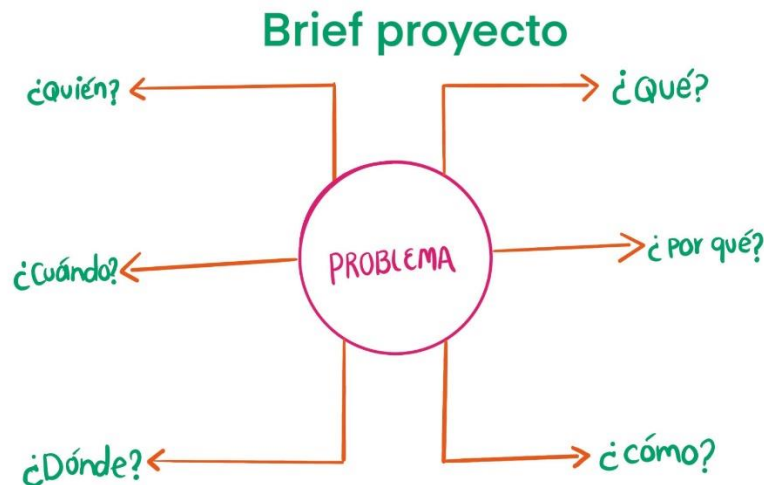 Brief proyecto
¿Quién?
¿Qué?
¿Cuándo?
PROBLEMA
¿por qué?
¿Dónde?
¿cómo?